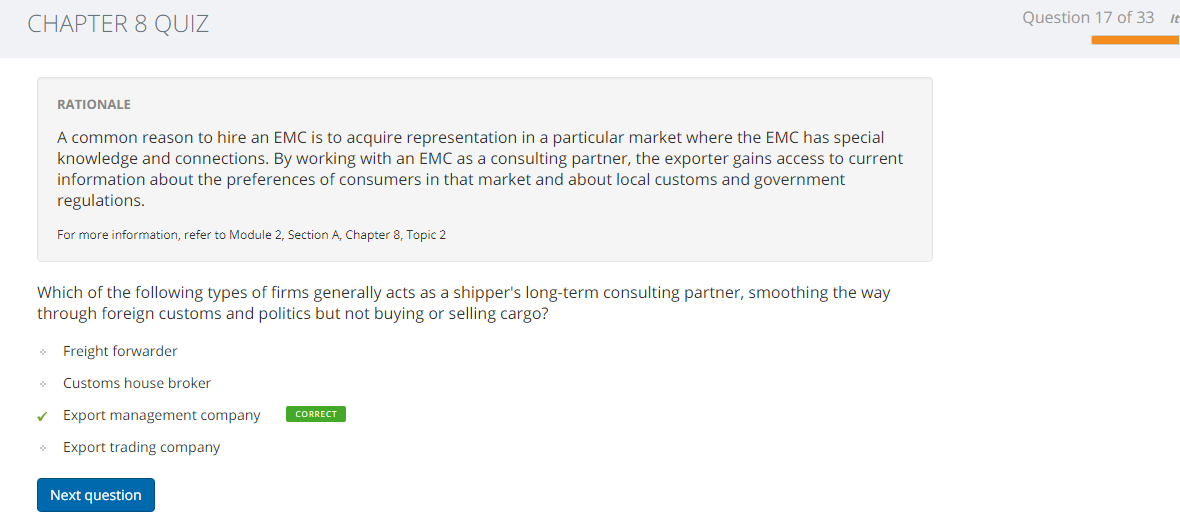 CHAPTER 8 QUIZ
Question 17 of 33 It
RATIONALE
A common reason to hire an EMC is to acquire representation in a particular market where the EMC has special
knowledge and connections. By working with an EMC as a consulting partner, the exporter gains access to current
information about the preferences of consumers in that market and about local customs and government
regulations.
For more information, refer to Module 2, Section A, Chapter 8, Topic 2
Which of the following types of firms generally acts as a shipper's long-term consulting partner, smoothing the way
through foreign customs and politics but not buying or selling cargo?
Freight forwarder
Customs house broker
Export management company CORRECT
Export trading company
Next question